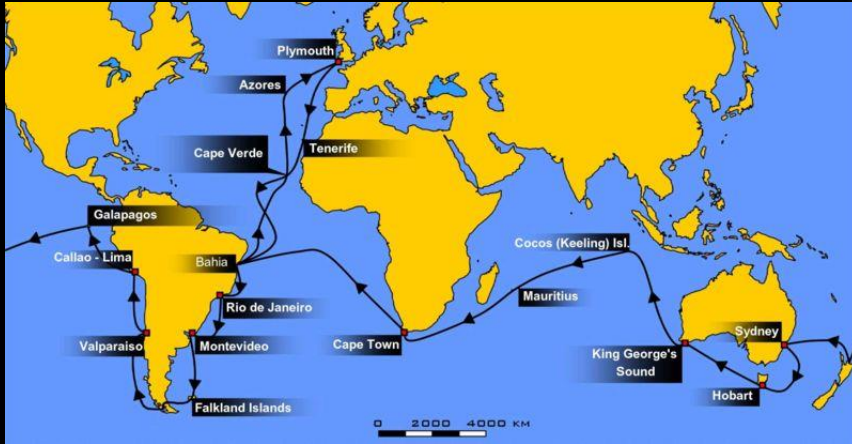 Plymouth
Azores
Cape Verde
Tenerife
Galapagos
Callao - Lima
Bahia
Cocos (Keeling) Isl.
Mauritius
Rio de Janeiro
Valparaiso
Montevideo
Cape Town
King George's
Sound
Sydney
Hobart
Falkland Islands
0 2000 4000 KM